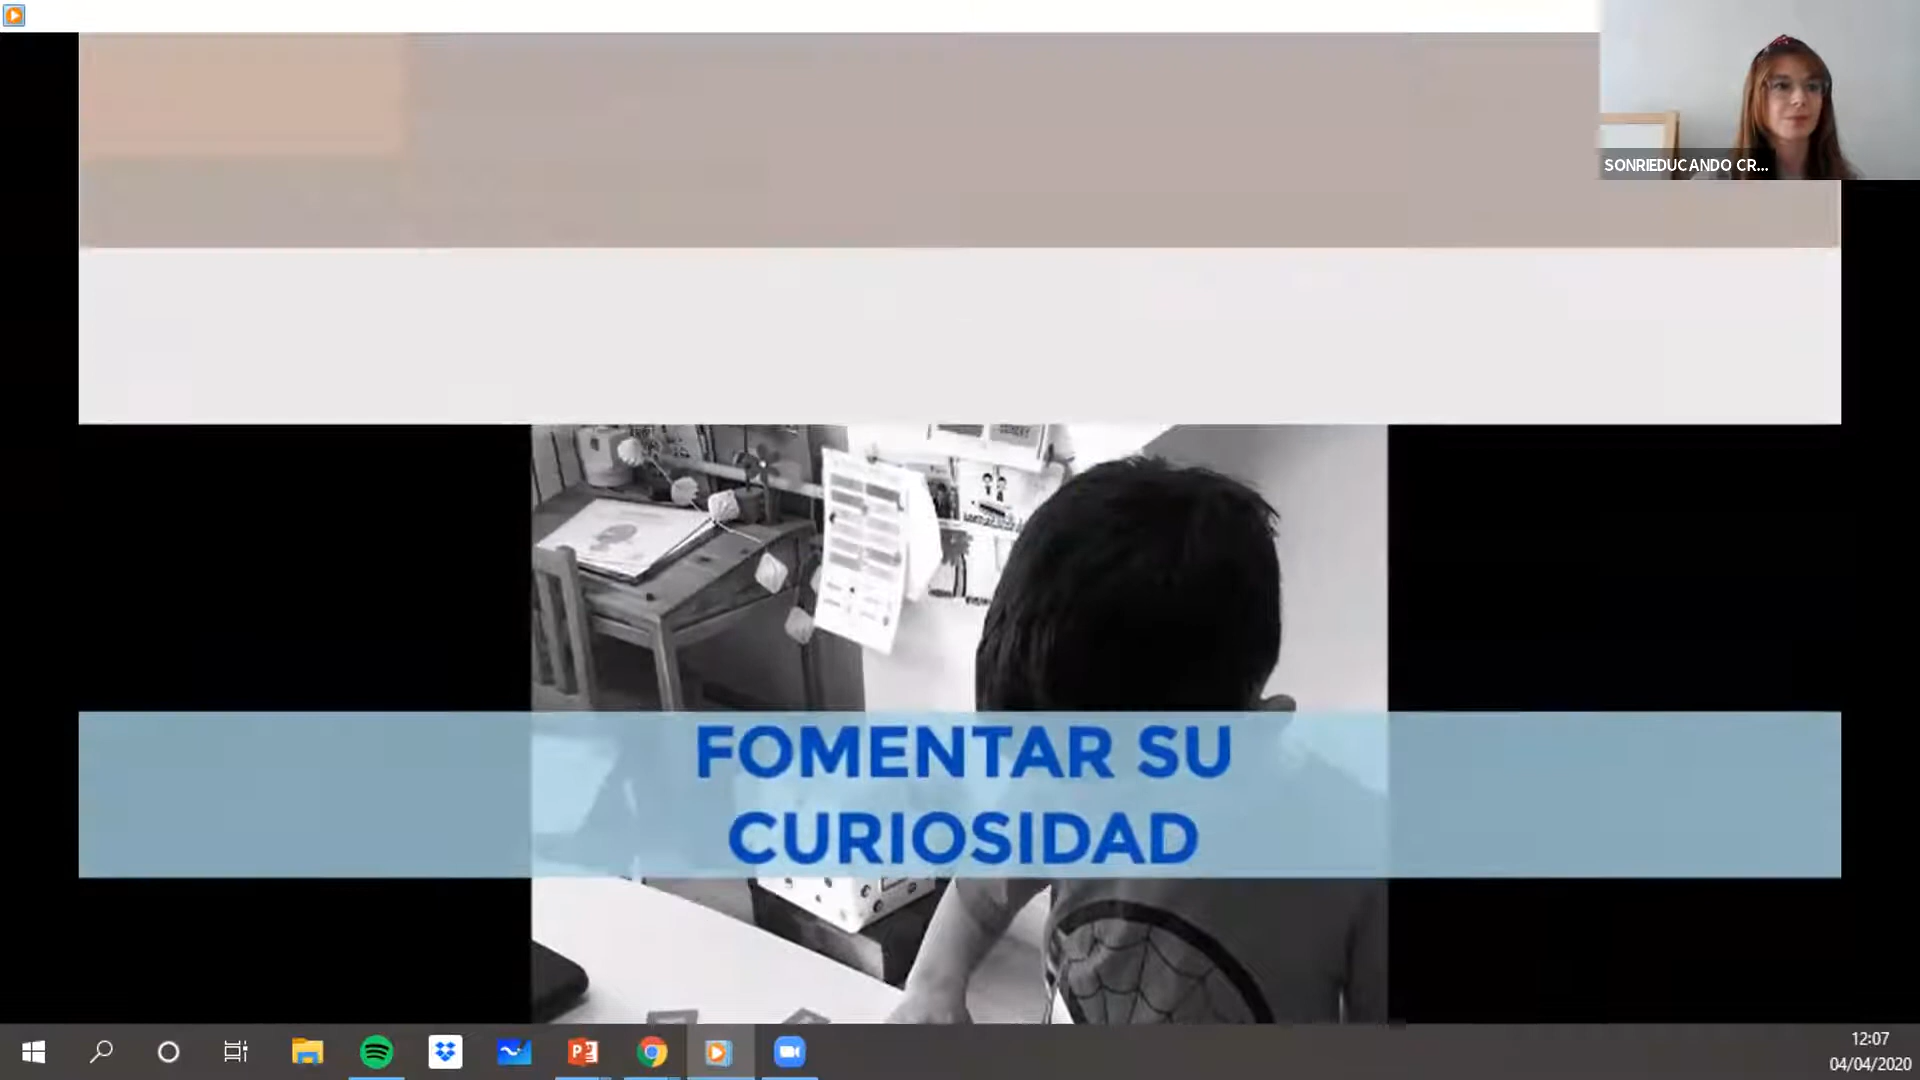 SONRIEDUCANDO CR...
FOMENTAR SU
CURIOSIDAD
12:07
04/04/2020